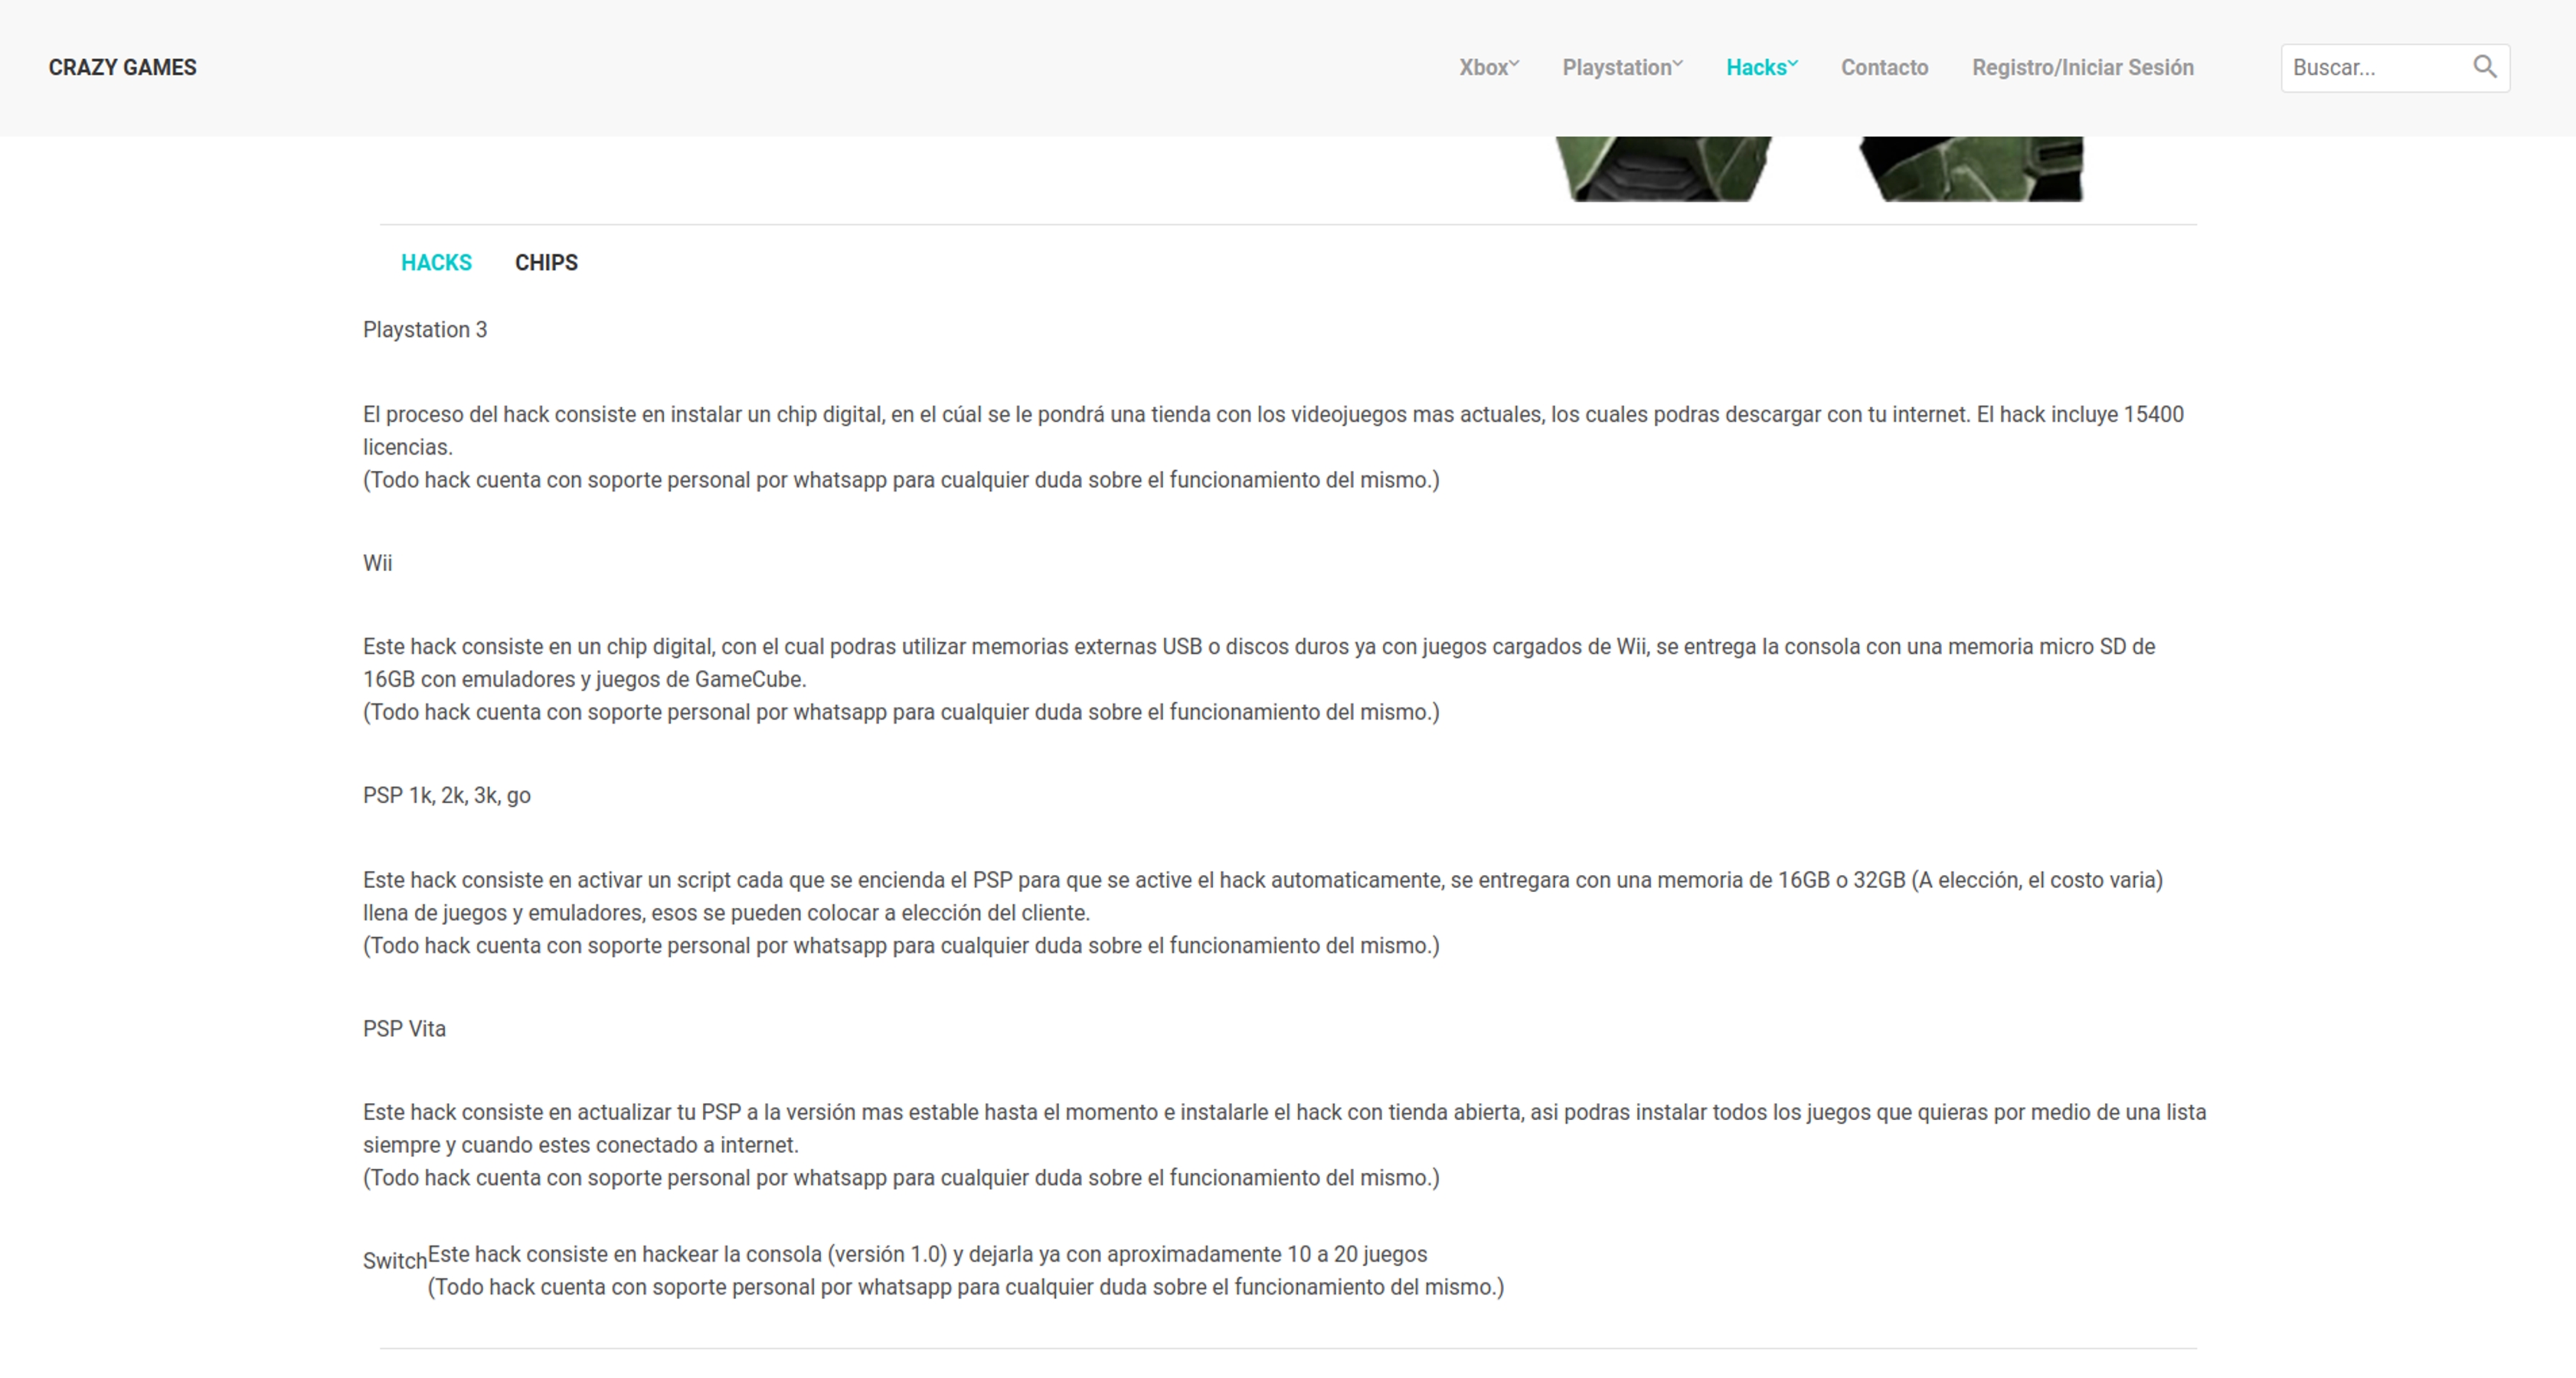 CRAZY GAMES
Xbox Playstation Hacks Contacto Registro/Iniciar Sesión Buscar...
HACKS CHIPS
Playstation 3
El proceso del hack consiste en instalar un chip digital, en el cúal se le pondrá una tienda con los videojuegos mas actuales, los cuales podras descargar con tu internet. El hack incluye 15400
licencias.
(Todo hack cuenta con soporte personal por whatsapp para cualquier duda sobre el funcionamiento del mismo.)
Wii
Este hack consiste en un chip digital, con el cual podras utilizar memorias externas USB o discos duros ya con juegos cargados de Wii, se entrega la consola con una memoria micro SD de
16GB con emuladores y juegos de GameCube.
(Todo hack cuenta con soporte personal por whatsapp para cualquier duda sobre el funcionamiento del mismo.)
PSP 1k, 2k, 3k, go
Este hack consiste en activar un script cada que se encienda el PSP para que se active el hack automaticamente, se entregara con una memoria de 16GB o 32GB (A elección, el costo varia)
llena de juegos y emuladores, esos se pueden colocar a elección del cliente.
(Todo hack cuenta con soporte personal por whatsapp para cualquier duda sobre el funcionamiento del mismo.)
PSP Vita
Este hack consiste en actualizar tu PSP a la versión mas estable hasta el momento e instalarle el hack con tienda abierta, asi podras instalar todos los juegos que quieras por medio de una lista
siempre y cuando estes conectado a internet.
(Todo hack cuenta con soporte personal por whatsapp para cualquier duda sobre el funcionamiento del mismo.)
Switch
Este hack consiste en hackear la consola (versión 1.0) y dejarla ya con aproximadamente 10 a 20 juegos
(Todo hack cuenta con soporte personal por whatsapp para cualquier duda sobre el funcionamiento del mismo.)